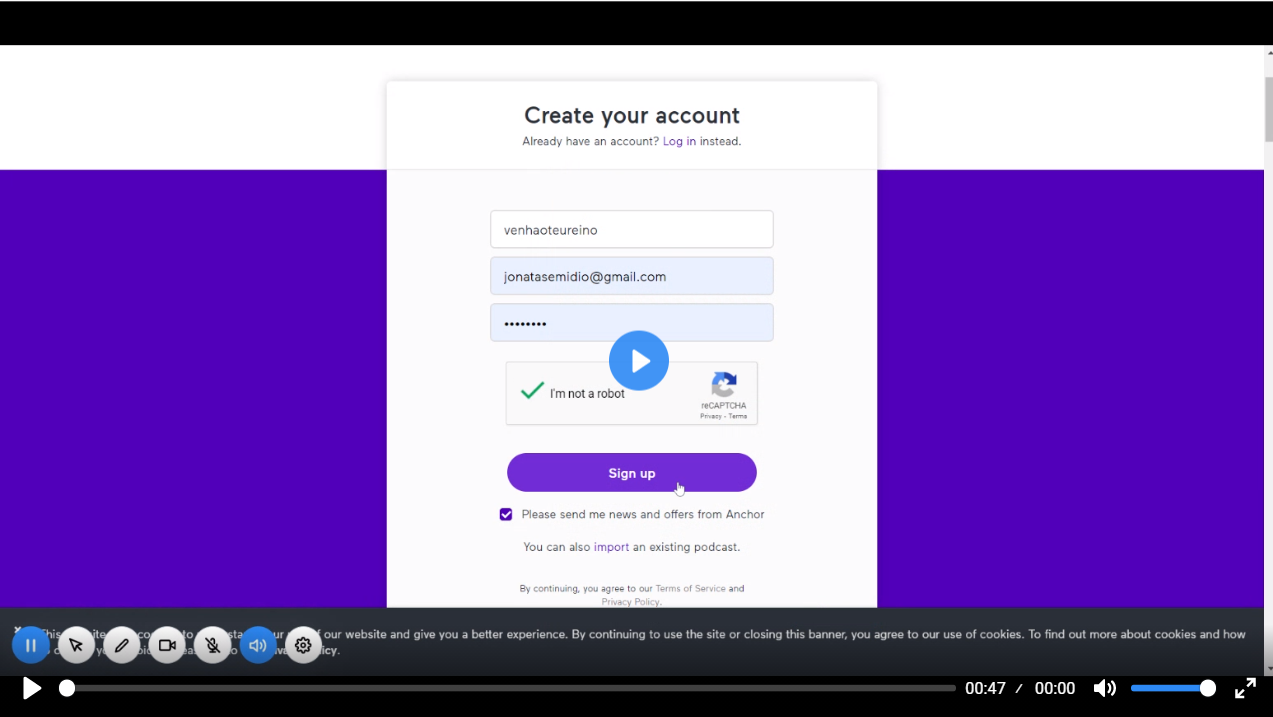 Create your account
Already have an account? Log in instead.
venhaoteureino
jonatasemidio@gmail.com
I'm not a robot
reCAPTCHA
Privacy - Terms
Sign up
Please send me news and offers from Anchor
You can also import an existing podcast.
By continuing, you agree to our Terms of Service and
Privacy Policy.
of our website and give you a better experience. By continuing to use the site or closing this banner, you agree to our use of cookies. To find out more about cookies and how
00:47 / 00:00